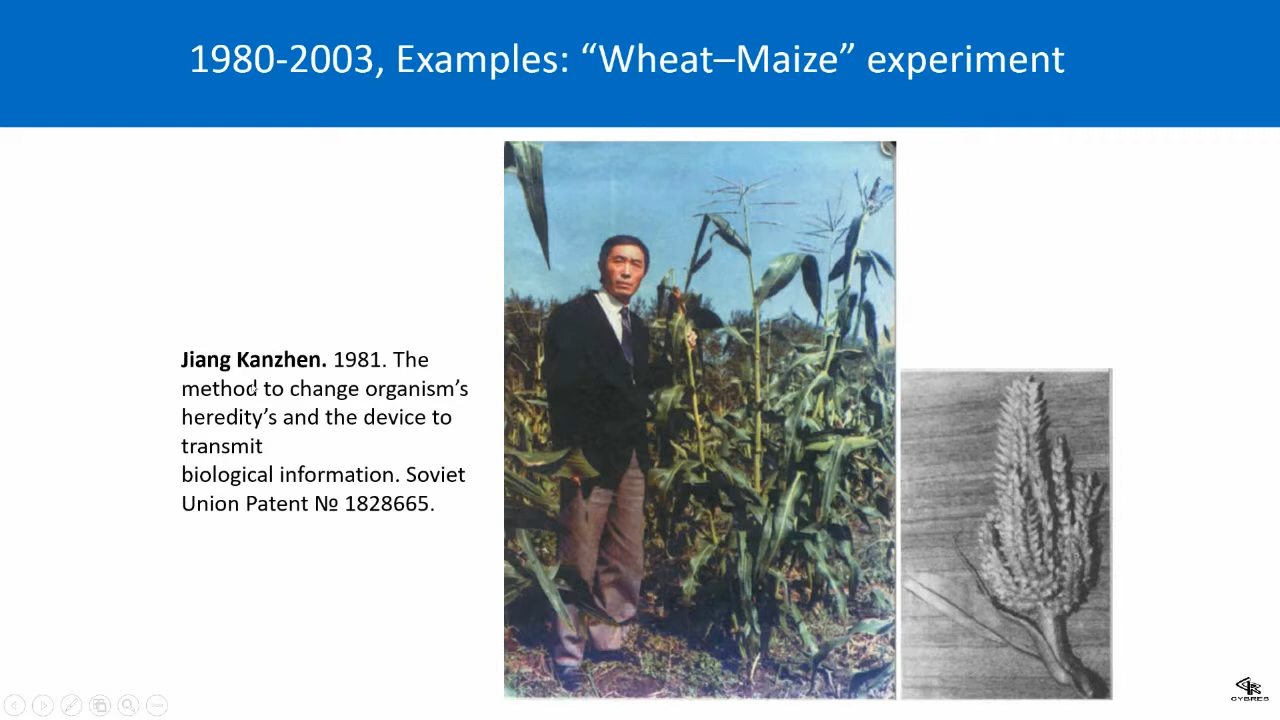 1980-2003, Examples: “Wheat–Maize” experiment
Jiang Kanzhen. 1981. The
method to change organism’s
heredity’s and the device to
transmit
biological information. Soviet
Union Patent № 1828665.
CYBRES